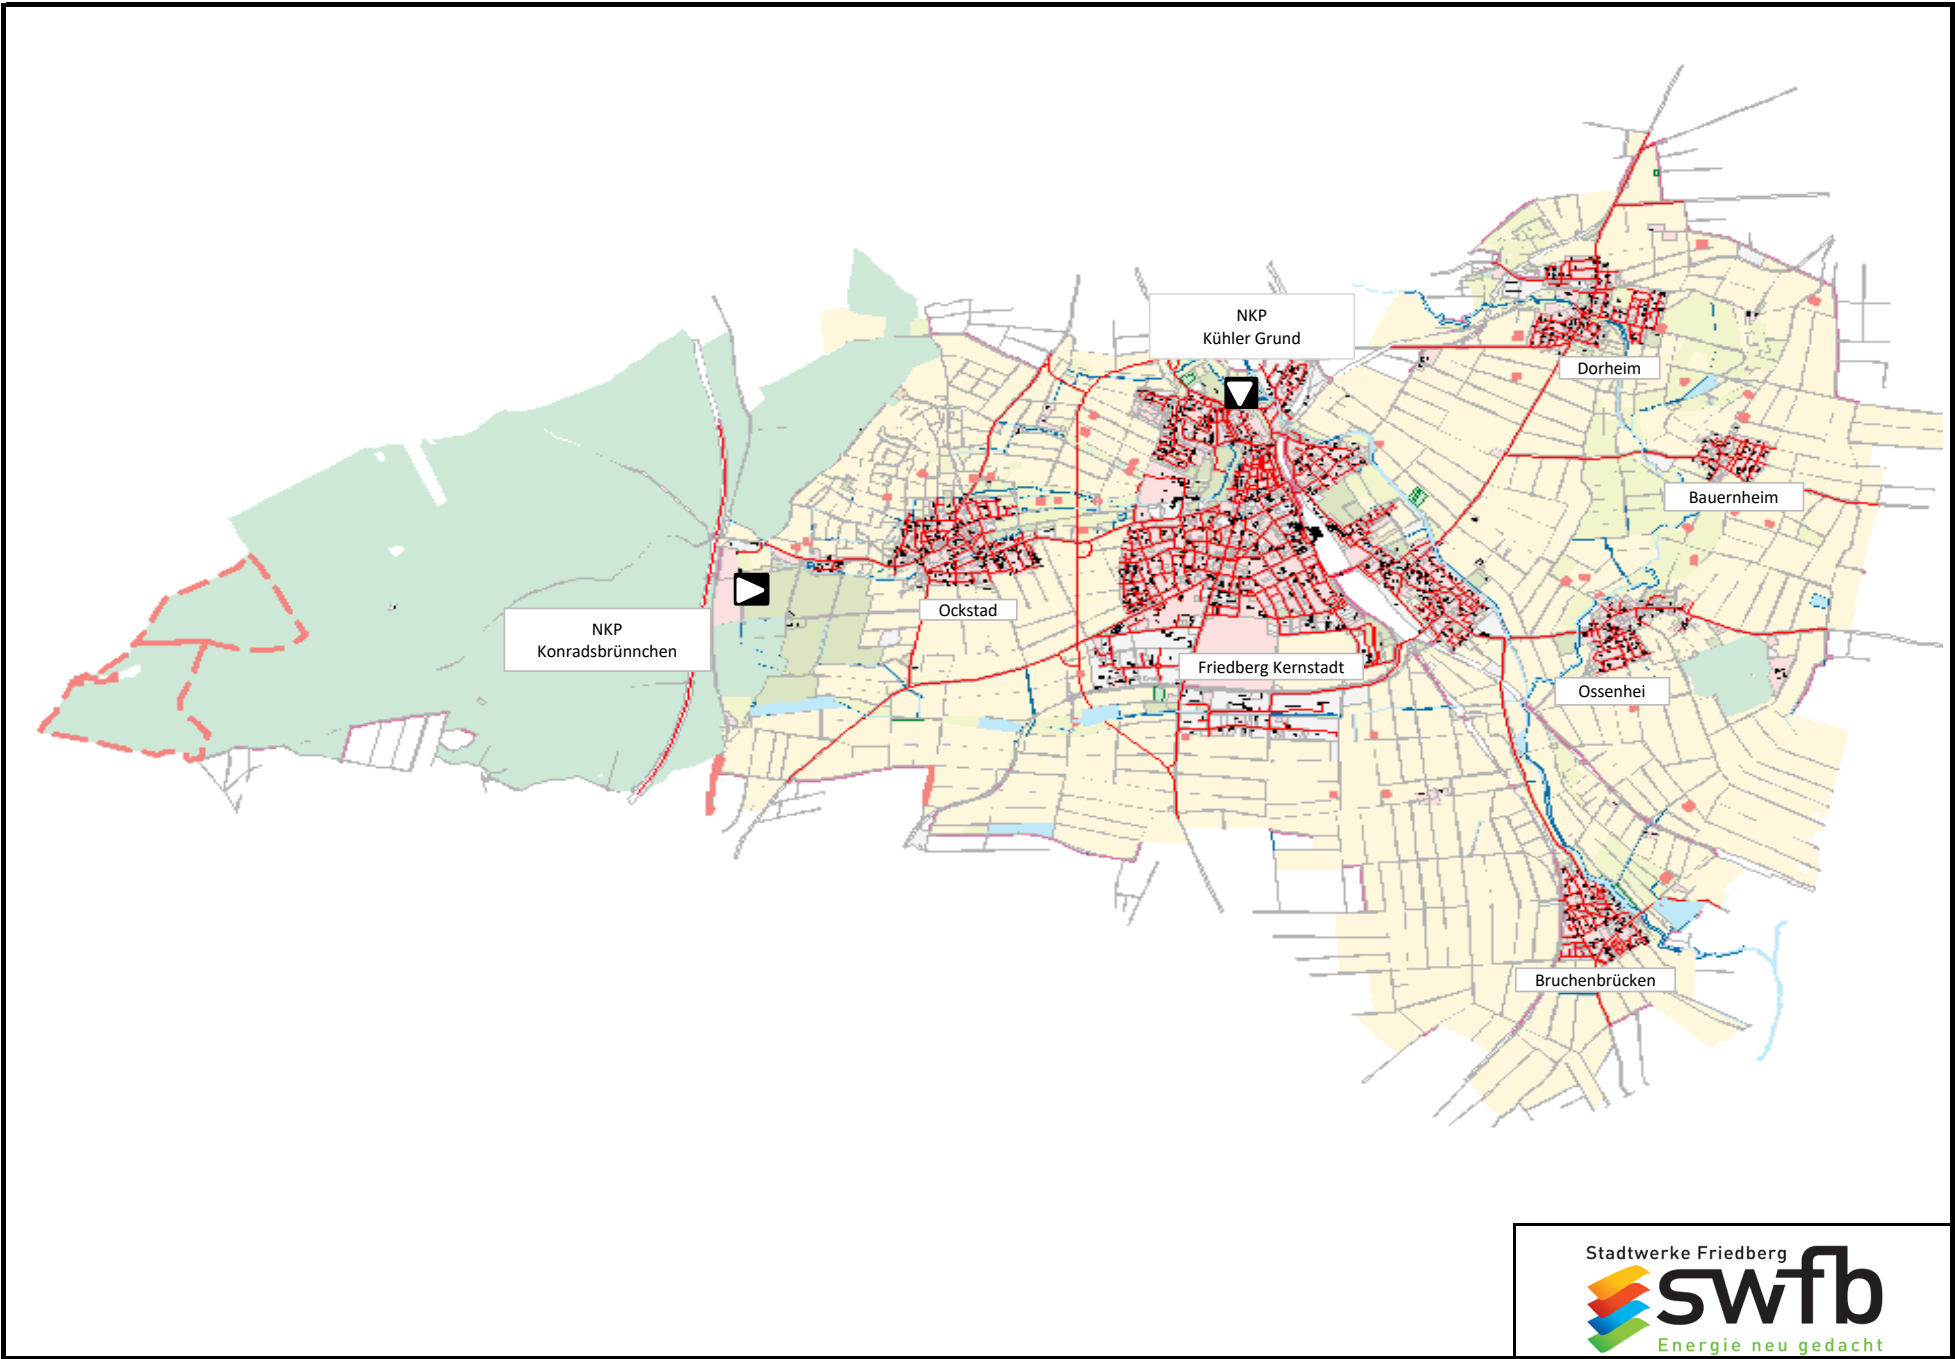 NKP
Kühler Grund
Dorheim
Bauernheim
NKP
Konradsbrünnchen
Ockstad
Friedberg Kernstadt
Ossenhei
Bruchenbrücken
Stadtwerke Friedberg
swfb
Energie neu gedacht